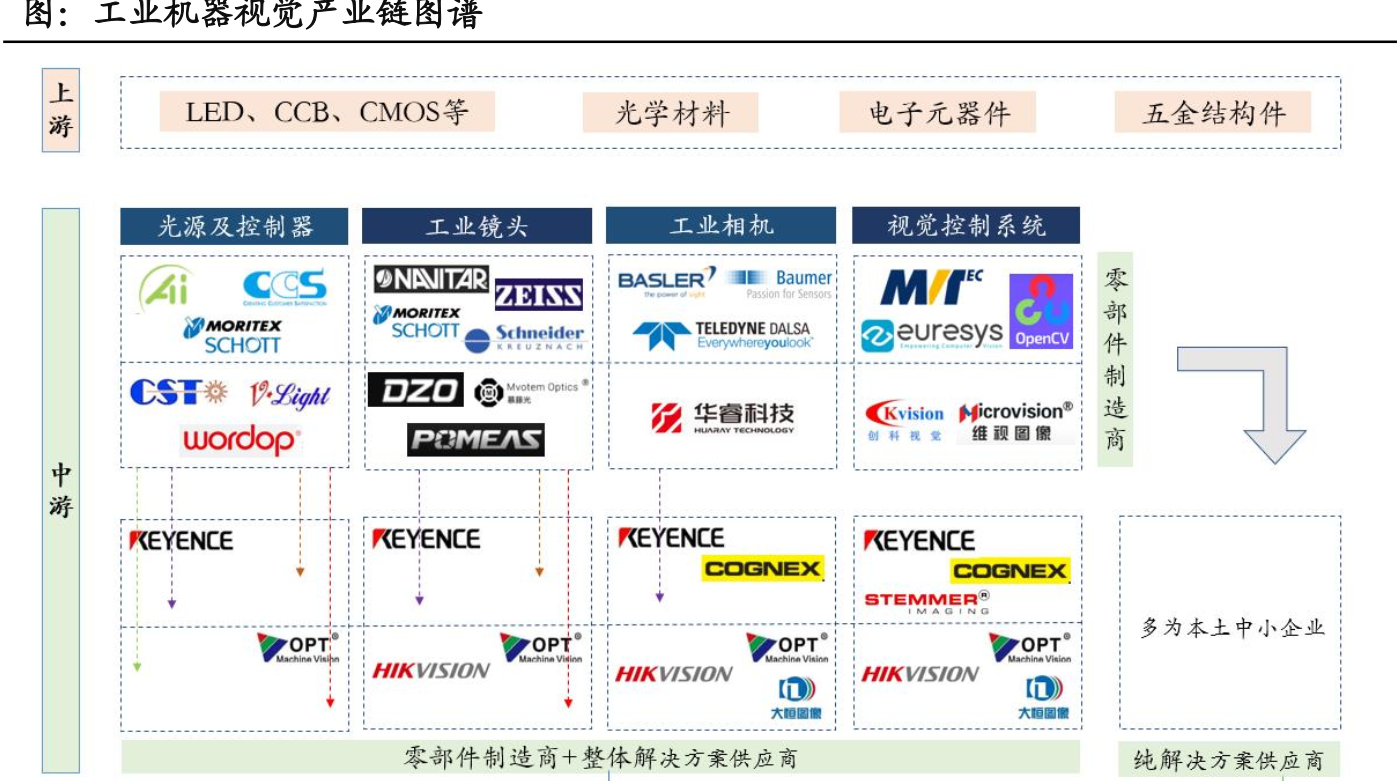 图：工业机器视觉产业链图谱
上游
LED、CCB、CMOS等
光学材料
电子元器件
五金结构件
中游
光源及控制器
工业镜头
工业相机
视觉控制系统
零部件制造商
Ai
CCS
CREATING CUSTOMER SATISFACTION
MORITEX
SCHOTT
NAVITAR
ZEISS
MORITEX
SCHOTT
Schneider
KREUZNACH
BASLER
the power of sight
Baumer
Passion for Sensors
TELEDYNE DALSA
Everywhereyoulook
MVTEC
euresys
Empowering Computer Vision
OpenCV
CST
V·Light
wordop
DZO
Mvotem Optics®
慕藤光
POMEAS
华睿科技
HUARAY TECHNOLOGY
Kvision
创科视觉
Microvision®
维视图像
KEYENCE
KEYENCE
KEYENCE
COGNEX
KEYENCE
COGNEX
STEMMER®
IMAGING
多为本土中小企业
OPT®
Machine Vision
HIKVISION
OPT®
Machine Vision
HIKVISION
OPT®
Machine Vision
大恒图像
HIKVISION
OPT®
Machine Vision
大恒图像
零部件制造商+整体解决方案供应商
纯解决方案供应商